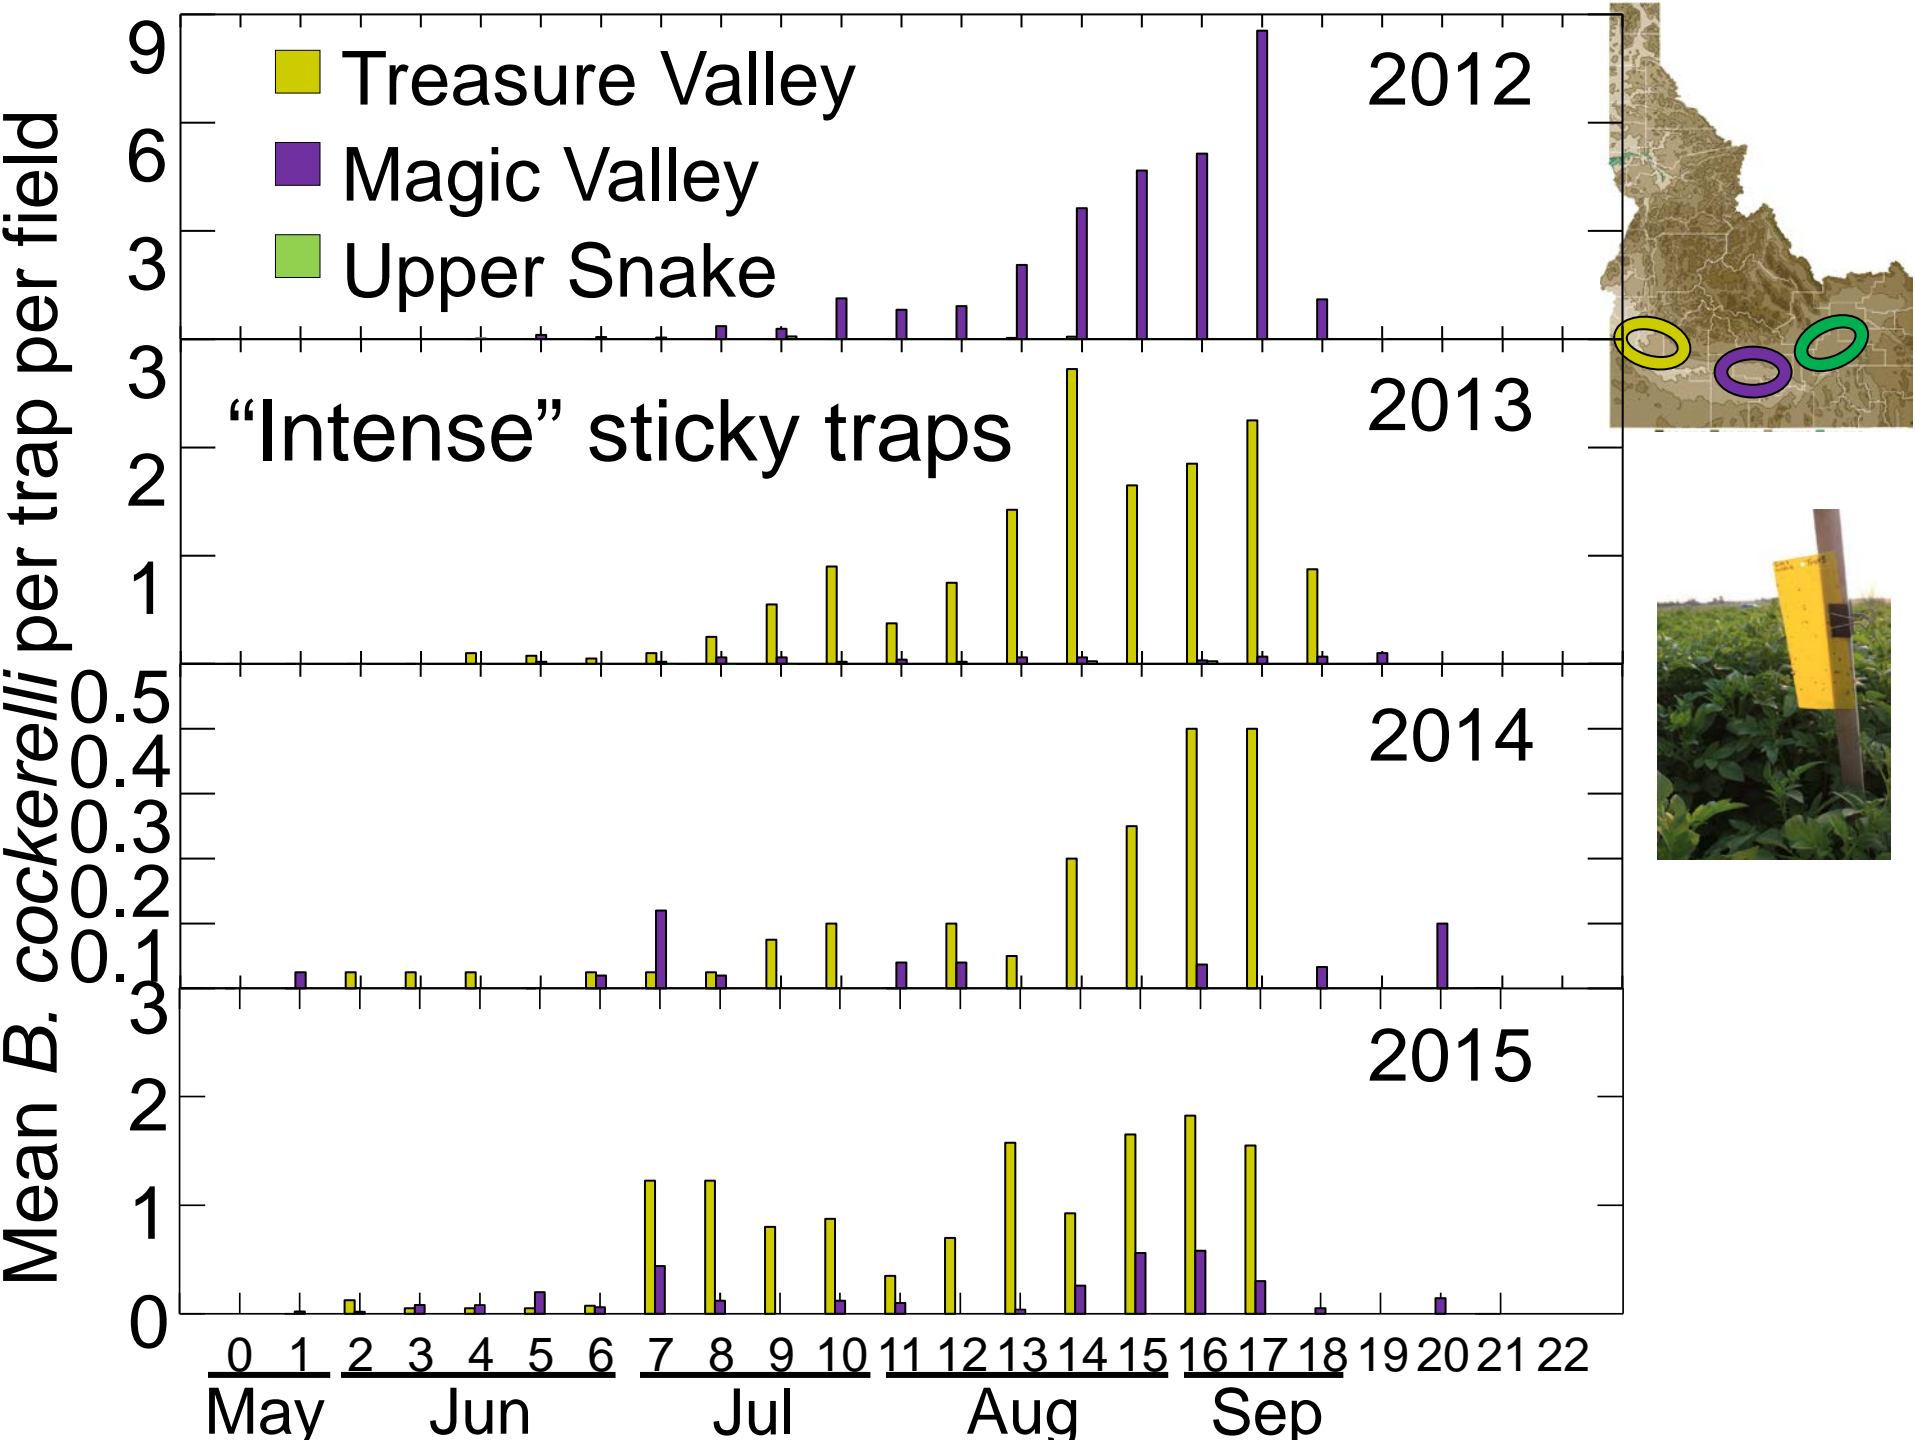 Mean B. cockerelli per trap per field
9
6
3
Treasure Valley
Magic Valley
Upper Snake
2012
3
2
1
“Intense” sticky traps
2013
0.5
0.4
0.3
0.2
0.1
2014
3
2
1
0
2015
0 1 2 3 4 5 6 7 8 9 10 11 12 13 14 15 16 17 18 19 20 21 22
May Jun Jul Aug Sep